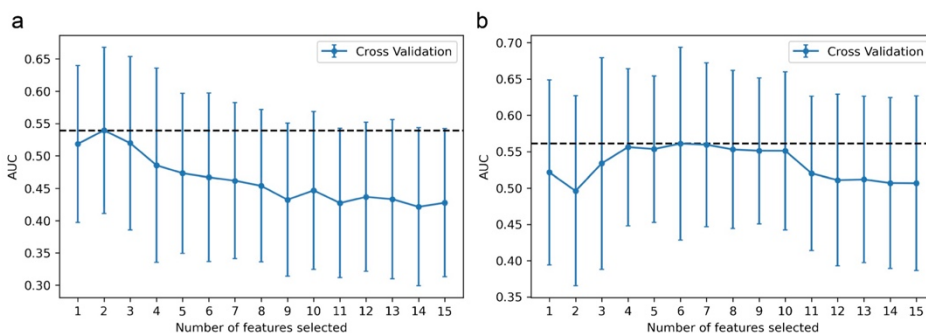 a
Cross Validation
0.65
0.60
0.55
0.50
0.45
0.40
0.35
0.30
AUC
1 2 3 4 5 6 7 8 9 10 11 12 13 14 15
Number of features selected
b
Cross Validation
0.70
0.65
0.60
0.55
0.50
0.45
0.40
0.35
AUC
1 2 3 4 5 6 7 8 9 10 11 12 13 14 15
Number of features selected